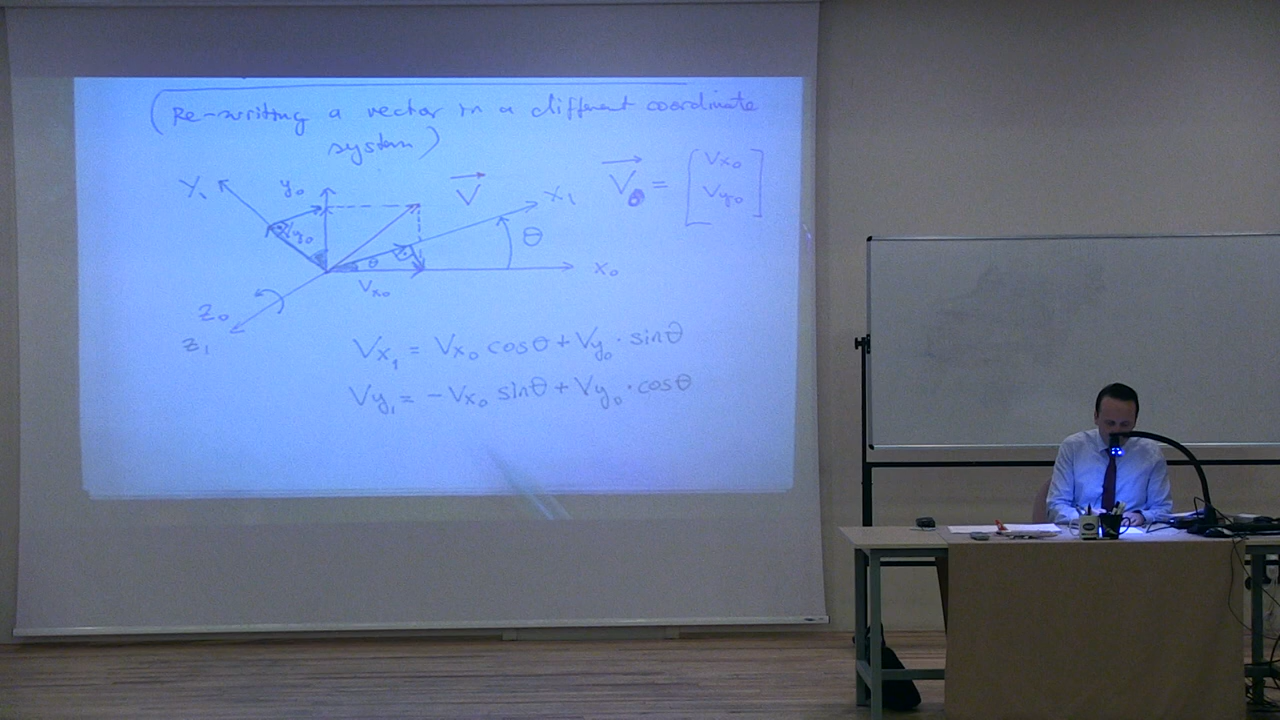 (Re-writing a vector in a different coordinate
system)
Y₁
y₀
V⃗
x₁
V⃗₀ = [Vx₀
Vy₀]
θ
θ
x₀
Vx₀
z₀
z₁
Vx₁ = Vx₀ cosθ + Vy₀ · sinθ
Vy₁ = - Vx₀ sinθ + Vy₀ · cosθ